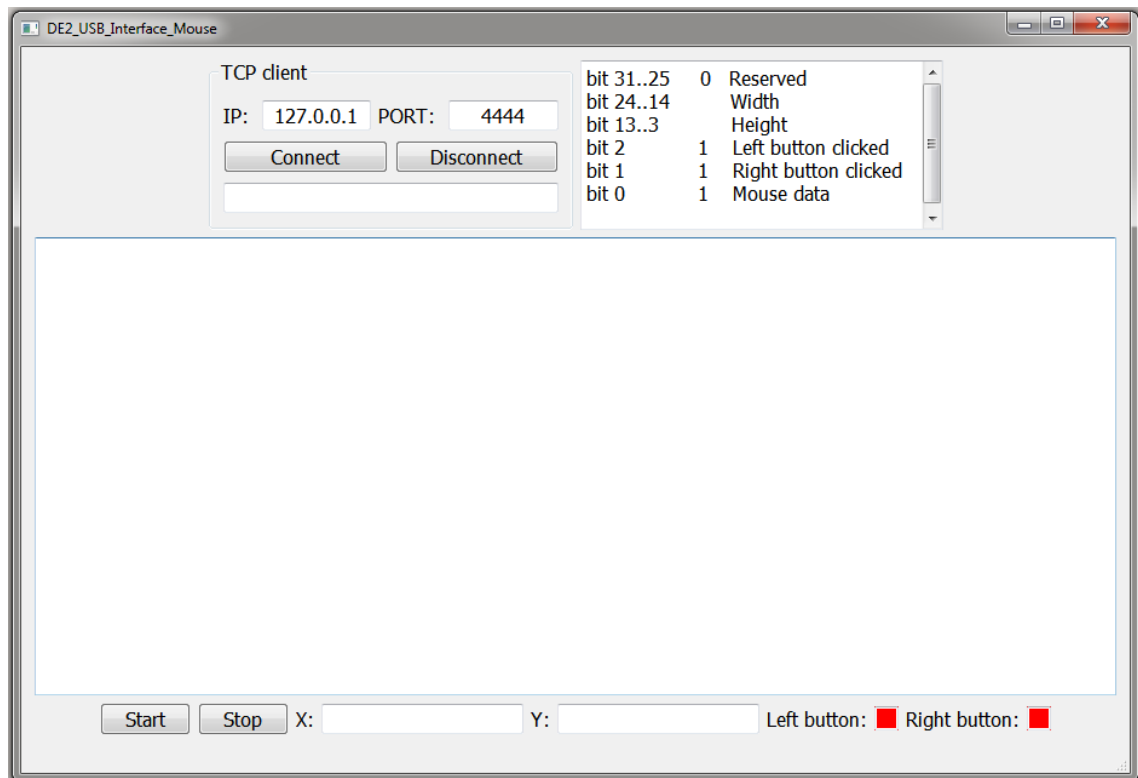 DE2_USB_Interface_Mouse
TCP client
IP: 127.0.0.1 PORT: 4444
Connect Disconnect
bit 31..25 0 Reserved
bit 24..14 Width
bit 13..3 Height
bit 2 1 Left button clicked
bit 1 1 Right button clicked
bit 0 1 Mouse data
Start Stop X: Y: Left button: Right button: